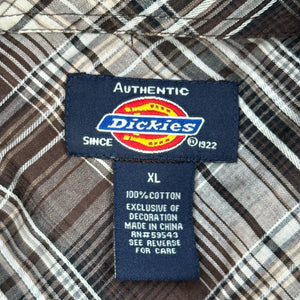 AUTHENTIC
Dickies
SINCE ® 1922
XL
100% COTTON
EXCLUSIVE OF
DECORATION
MADE IN CHINA
RN#59543
SEE REVERSE
FOR CARE